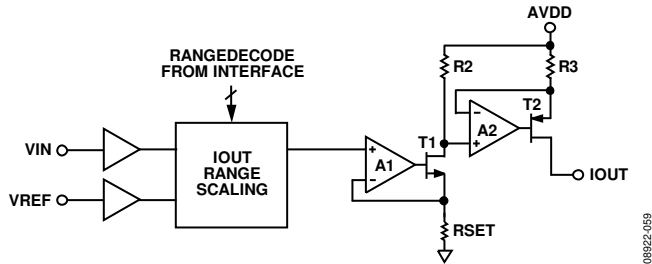 AVDD
RANGEDECODE
FROM INTERFACE
R2
R3
T2
VIN
IOUT
RANGE
SCALING
VREF
+
A1
–
T1
–
A2
+
IOUT
RSET
08922-059